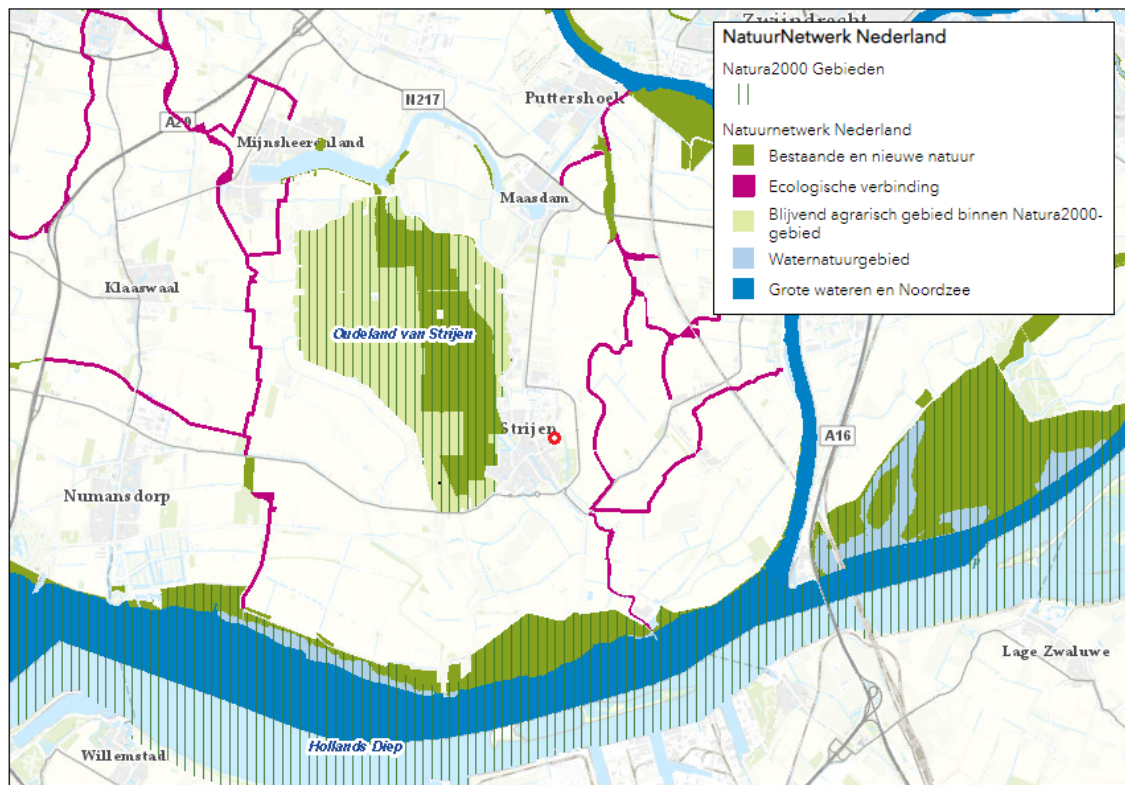 Zwijndrecht
NatuurNetwerk Nederland
Natura2000 Gebieden
Natuurnetwerk Nederland
Bestaande en nieuwe natuur
Ecologische verbinding
Blijvend agrarisch gebied binnen Natura2000-
gebied
Waternatuurgebied
Grote wateren en Noordzee
N217
Puttershoek
A29
Mijnsheerenland
Maasdam
Klaaswaal
Oudeland van Strijen
Strijen
A16
Numansdorp
Lage Zwaluwe
Hollands Diep
Willemstad